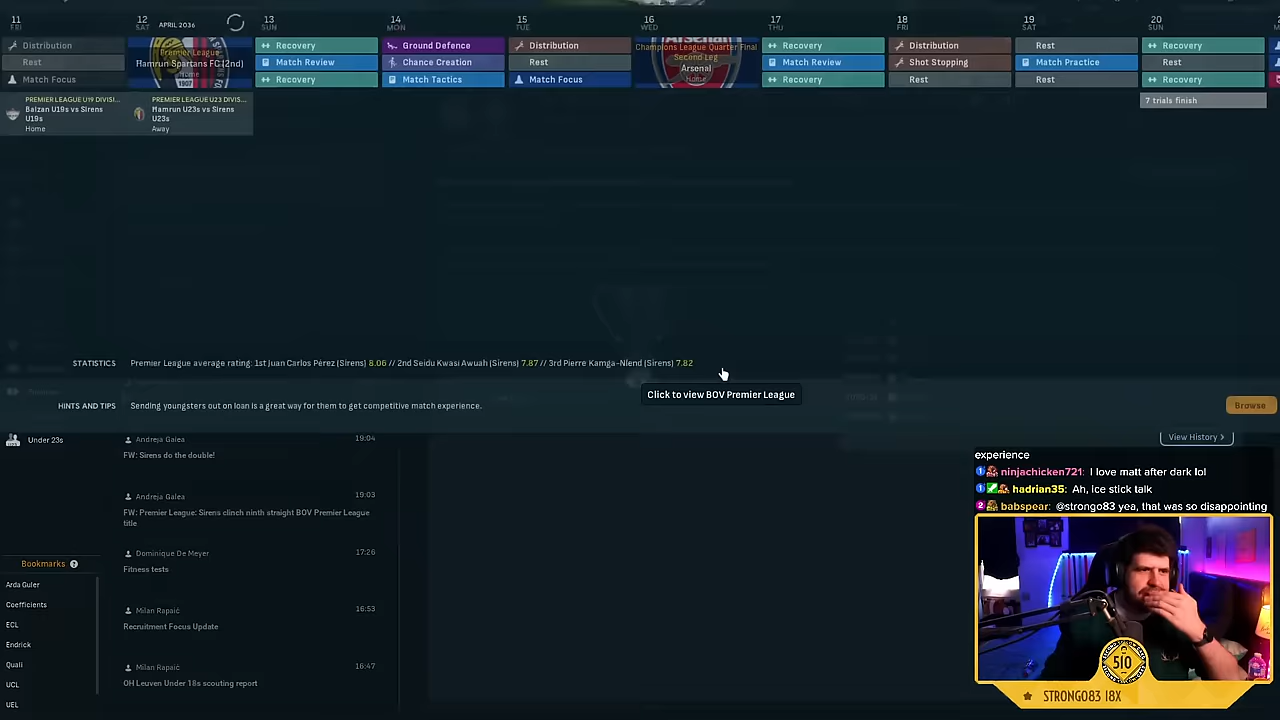 11
FRI
12
SAT
APRIL 2036
13
SUN
14
MON
15
TUE
16
WED
17
THU
18
FRI
19
SAT
20
SUN
Distribution
Rest
Match Focus
Premier League
Hamrun Spartans FC (2nd)
Home
1907
Recovery
Match Review
Recovery
Ground Defence
Chance Creation
Match Tactics
Distribution
Rest
Match Focus
Champions League Quarter Final
Second Leg
Arsenal
Home
Recovery
Match Review
Recovery
Distribution
Shot Stopping
Rest
Rest
Match Practice
Rest
Recovery
Rest
Recovery
PREMIER LEAGUE U19 DIVISI...
Balzan U19s vs Sirens
U19s
Home
PREMIER LEAGUE U23 DIVIS...
Hamrun U23s vs Sirens
U23s
Away
7 trials finish
STATISTICS
Premier League average rating: 1st Juan Carlos Pérez (Sirens) 8.06 // 2nd Seidu Kwasi Awuah (Sirens) 7.87 // 3rd Pierre Kamga-Nlend (Sirens) 7.82
Click to view BOV Premier League
HINTS AND TIPS
Sending youngsters out on loan is a great way for them to get competitive match experience.
Browse
Under 23s
Andreja Galea
19:04
FW: Sirens do the double!
View History >
Andreja Galea
19:03
FW: Premier League: Sirens clinch ninth straight BOV Premier League
title
Dominique De Meyer
17:26
Fitness tests
Milan Rapaić
16:53
Recruitment Focus Update
Milan Rapaić
16:47
OH Leuven Under 18s scouting report
Bookmarks ?
Arda Guler
Coefficients
ECL
Endrick
Quali
UCL
UEL
experience
ninjachicken721: I love matt after dark lol
hadrian35: Ah, Ice stick talk
babspear: @strongo83 yea, that was so disappointing
510
STRONGO83 18X